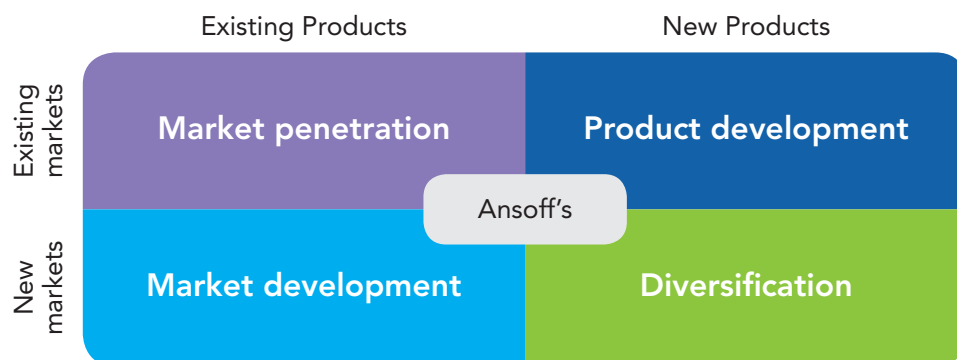 Existing Products
New Products
Existing
markets
Market penetration
Product development
Ansoff's
New
markets
Market development
Diversification